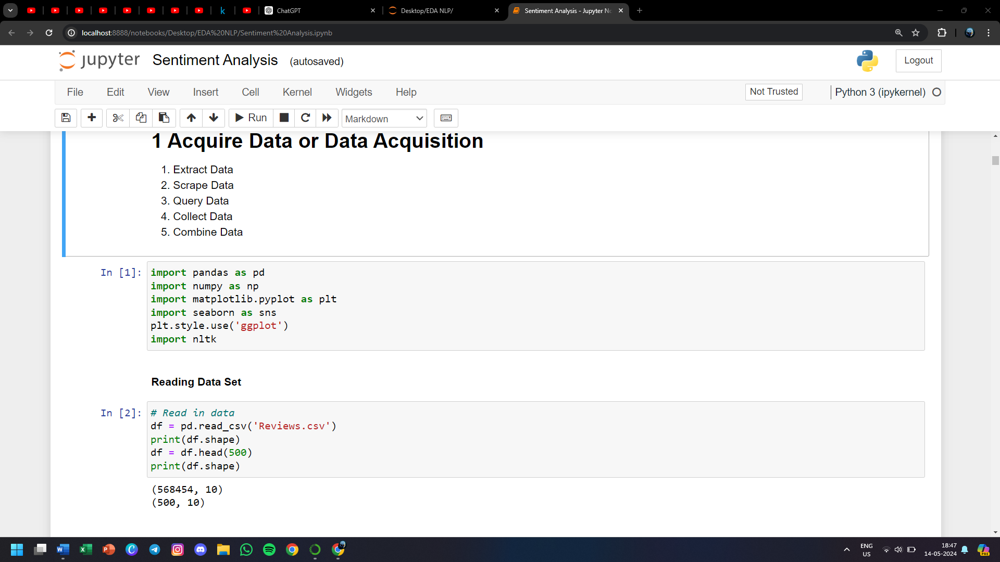 ChatGPT
Desktop/EDA NLP/
Sentiment Analysis - Jupyter No
localhost:8888/notebooks/Desktop/EDA%20NLP/Sentiment%20Analysis.ipynb
jupyter Sentiment Analysis (autosaved)
Logout
File Edit View Insert Cell Kernel Widgets Help
Not Trusted
Python 3 (ipykernel)
Run
Markdown
1 Acquire Data or Data Acquisition
1. Extract Data
2. Scrape Data
3. Query Data
4. Collect Data
5. Combine Data
In [1]:
import pandas as pd
import numpy as np
import matplotlib.pyplot as plt
import seaborn as sns
plt.style.use('ggplot')
import nltk
Reading Data Set
In [2]:
# Read in data
df = pd.read_csv('Reviews.csv')
print(df.shape)
df = df.head(500)
print(df.shape)
(568454, 10)
(500, 10)
ENG
US
18:47
14-05-2024